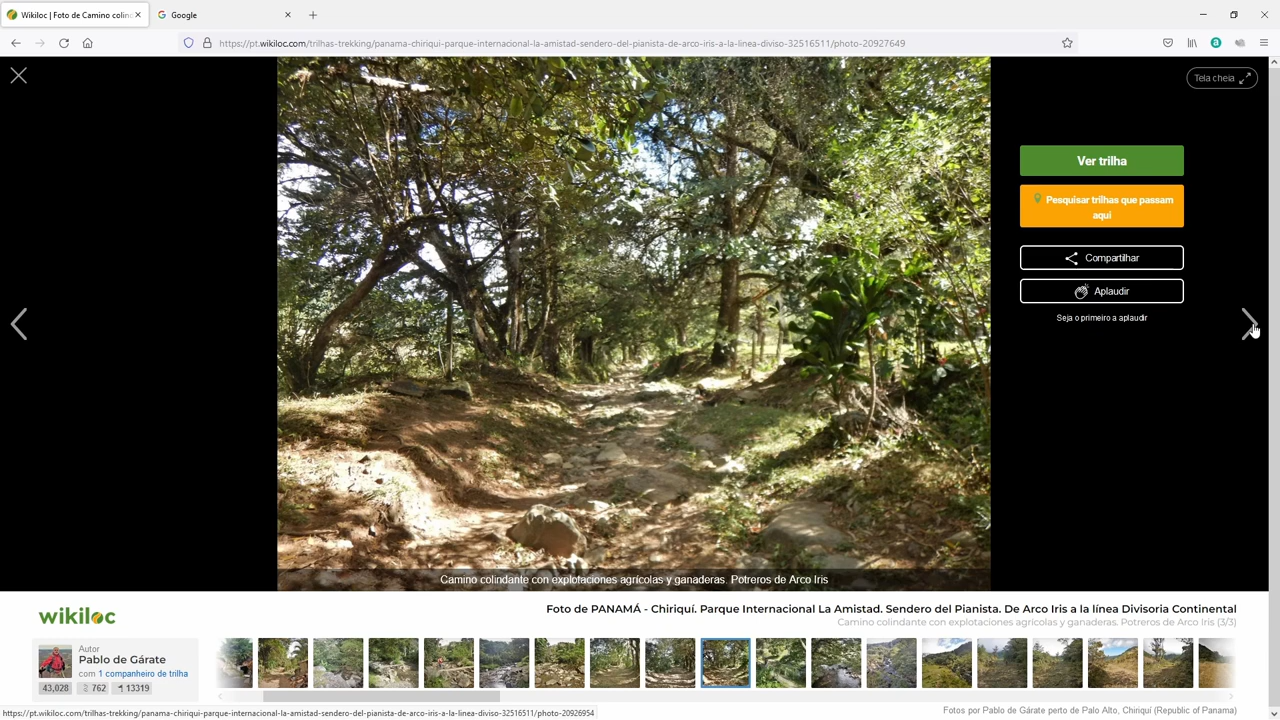 Wikiloc | Foto de Camino colin
Google
https://pt.wikiloc.com/trilhas-trekking/panama-chiriqui-parque-internacional-la-amistad-sendero-del-pianista-de-arco-iris-a-la-linea-diviso-32516511/photo-20927649
Tela cheia
Ver trilha
Pesquisar trilhas que passam
aqui
Compartilhar
Aplaudir
Seja o primeiro a aplaudir
Camino colindante con explotaciones agrícolas y ganaderas. Potreros de Arco Iris
wikiloc
Foto de PANAMÁ - Chiriquí. Parque Internacional La Amistad. Sendero del Pianista. De Arco Iris a la línea Divisoria Continental
Camino colindante con explotaciones agrícolas y ganaderas. Potreros de Arco Iris (3/3)
Autor
Pablo de Gárate
com 1 companheiro de trilha
43,028 762 13319
https://pt.wikiloc.com/trilhas-trekking/panama-chiriqui-parque-internacional-la-amistad-sendero-del-pianista-de-arco-iris-a-la-linea-diviso-32516511/photo-20926954
Fotos por Pablo de Gárate perto de Palo Alto, Chiriquí (Republic of Panama)